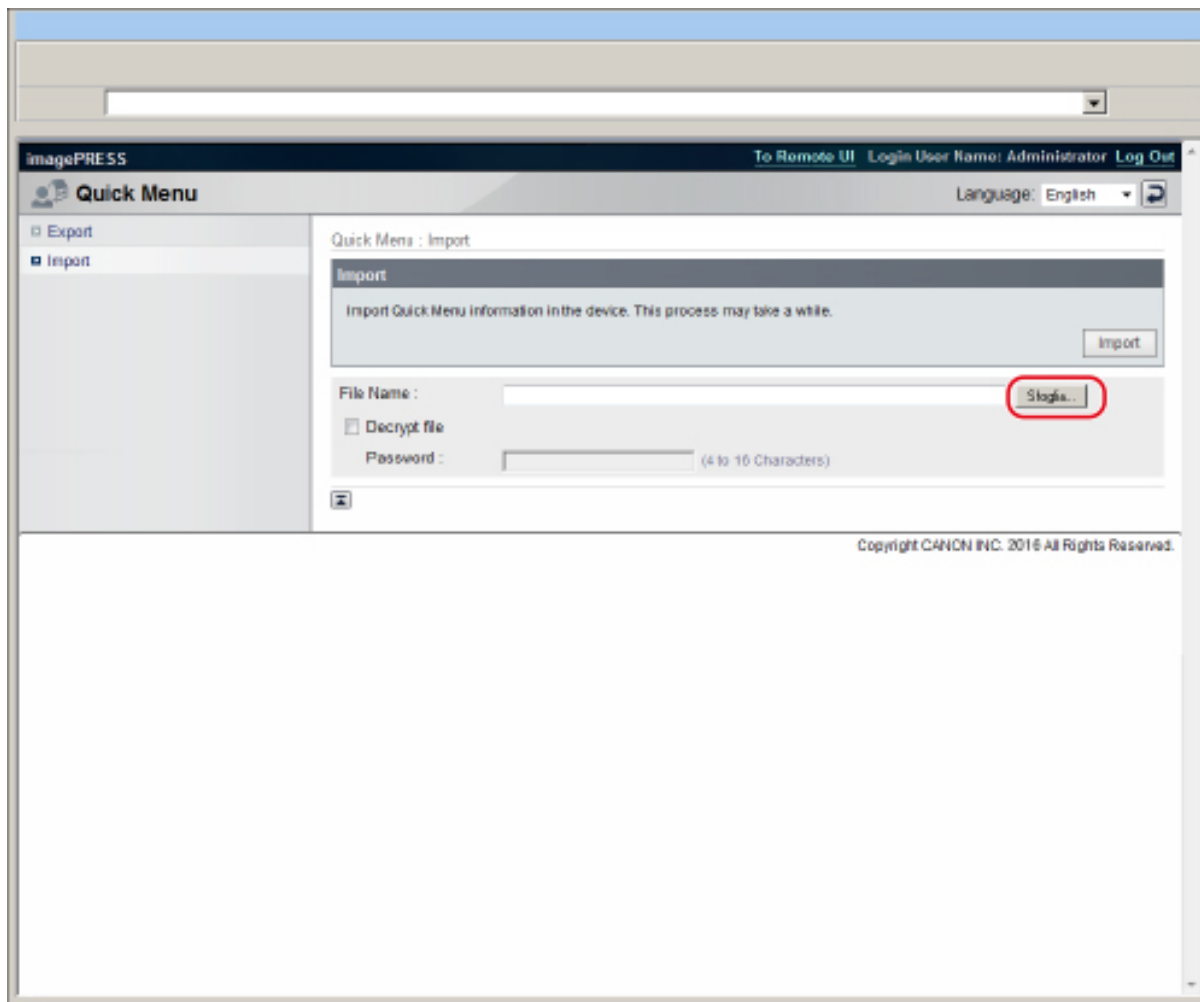 imagePRESS To Remote UI Login User Name: Administrator Log Out
Quick Menu Language: English
Export
Import
Quick Menu : Import
Import
Import Quick Menu information in the device. This process may take a while.
Import
File Name : Sfoglia...
Decrypt file
Password : (4 to 16 Characters)
Copyright CANON INC. 2016 All Rights Reserved.